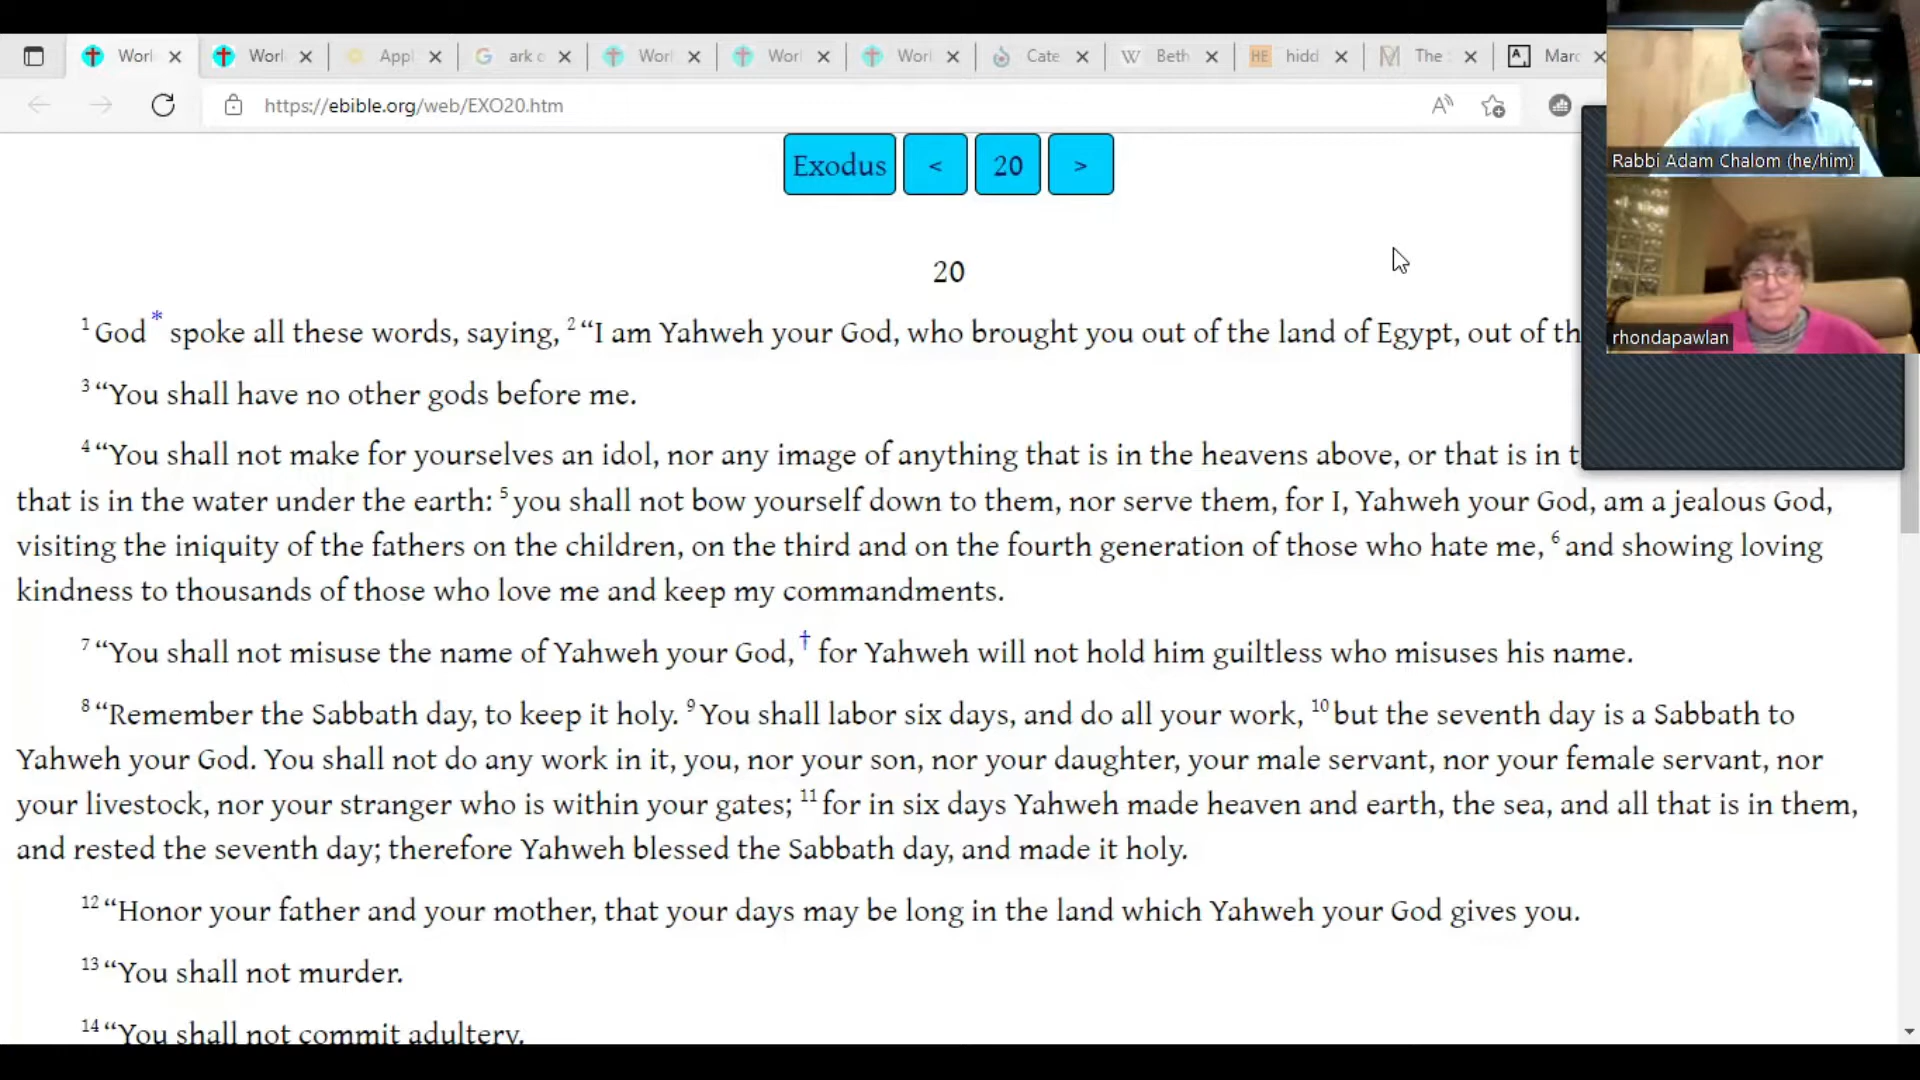 Worl
Worl
Appl
ark o
Worl
Worl
Worl
Cate
W
Beth
HE
hidd
The
Marc
https://ebible.org/web/EXO20.htm
Rabbi Adam Chalom (he/him)
Exodus < 20 >
20
rhondapawlan
1 God* spoke all these words, saying, 2 “I am Yahweh your God, who brought you out of the land of Egypt, out of th
3 “You shall have no other gods before me.
4 “You shall not make for yourselves an idol, nor any image of anything that is in the heavens above, or that is in t
that is in the water under the earth: 5 you shall not bow yourself down to them, nor serve them, for I, Yahweh your God, am a jealous God,
visiting the iniquity of the fathers on the children, on the third and on the fourth generation of those who hate me, 6 and showing loving
kindness to thousands of those who love me and keep my commandments.
7 “You shall not misuse the name of Yahweh your God,† for Yahweh will not hold him guiltless who misuses his name.
8 “Remember the Sabbath day, to keep it holy. 9 You shall labor six days, and do all your work, 10 but the seventh day is a Sabbath to
Yahweh your God. You shall not do any work in it, you, nor your son, nor your daughter, your male servant, nor your female servant, nor
your livestock, nor your stranger who is within your gates; 11 for in six days Yahweh made heaven and earth, the sea, and all that is in them,
and rested the seventh day; therefore Yahweh blessed the Sabbath day, and made it holy.
12 “Honor your father and your mother, that your days may be long in the land which Yahweh your God gives you.
13 “You shall not murder.
14 “You shall not commit adultery.